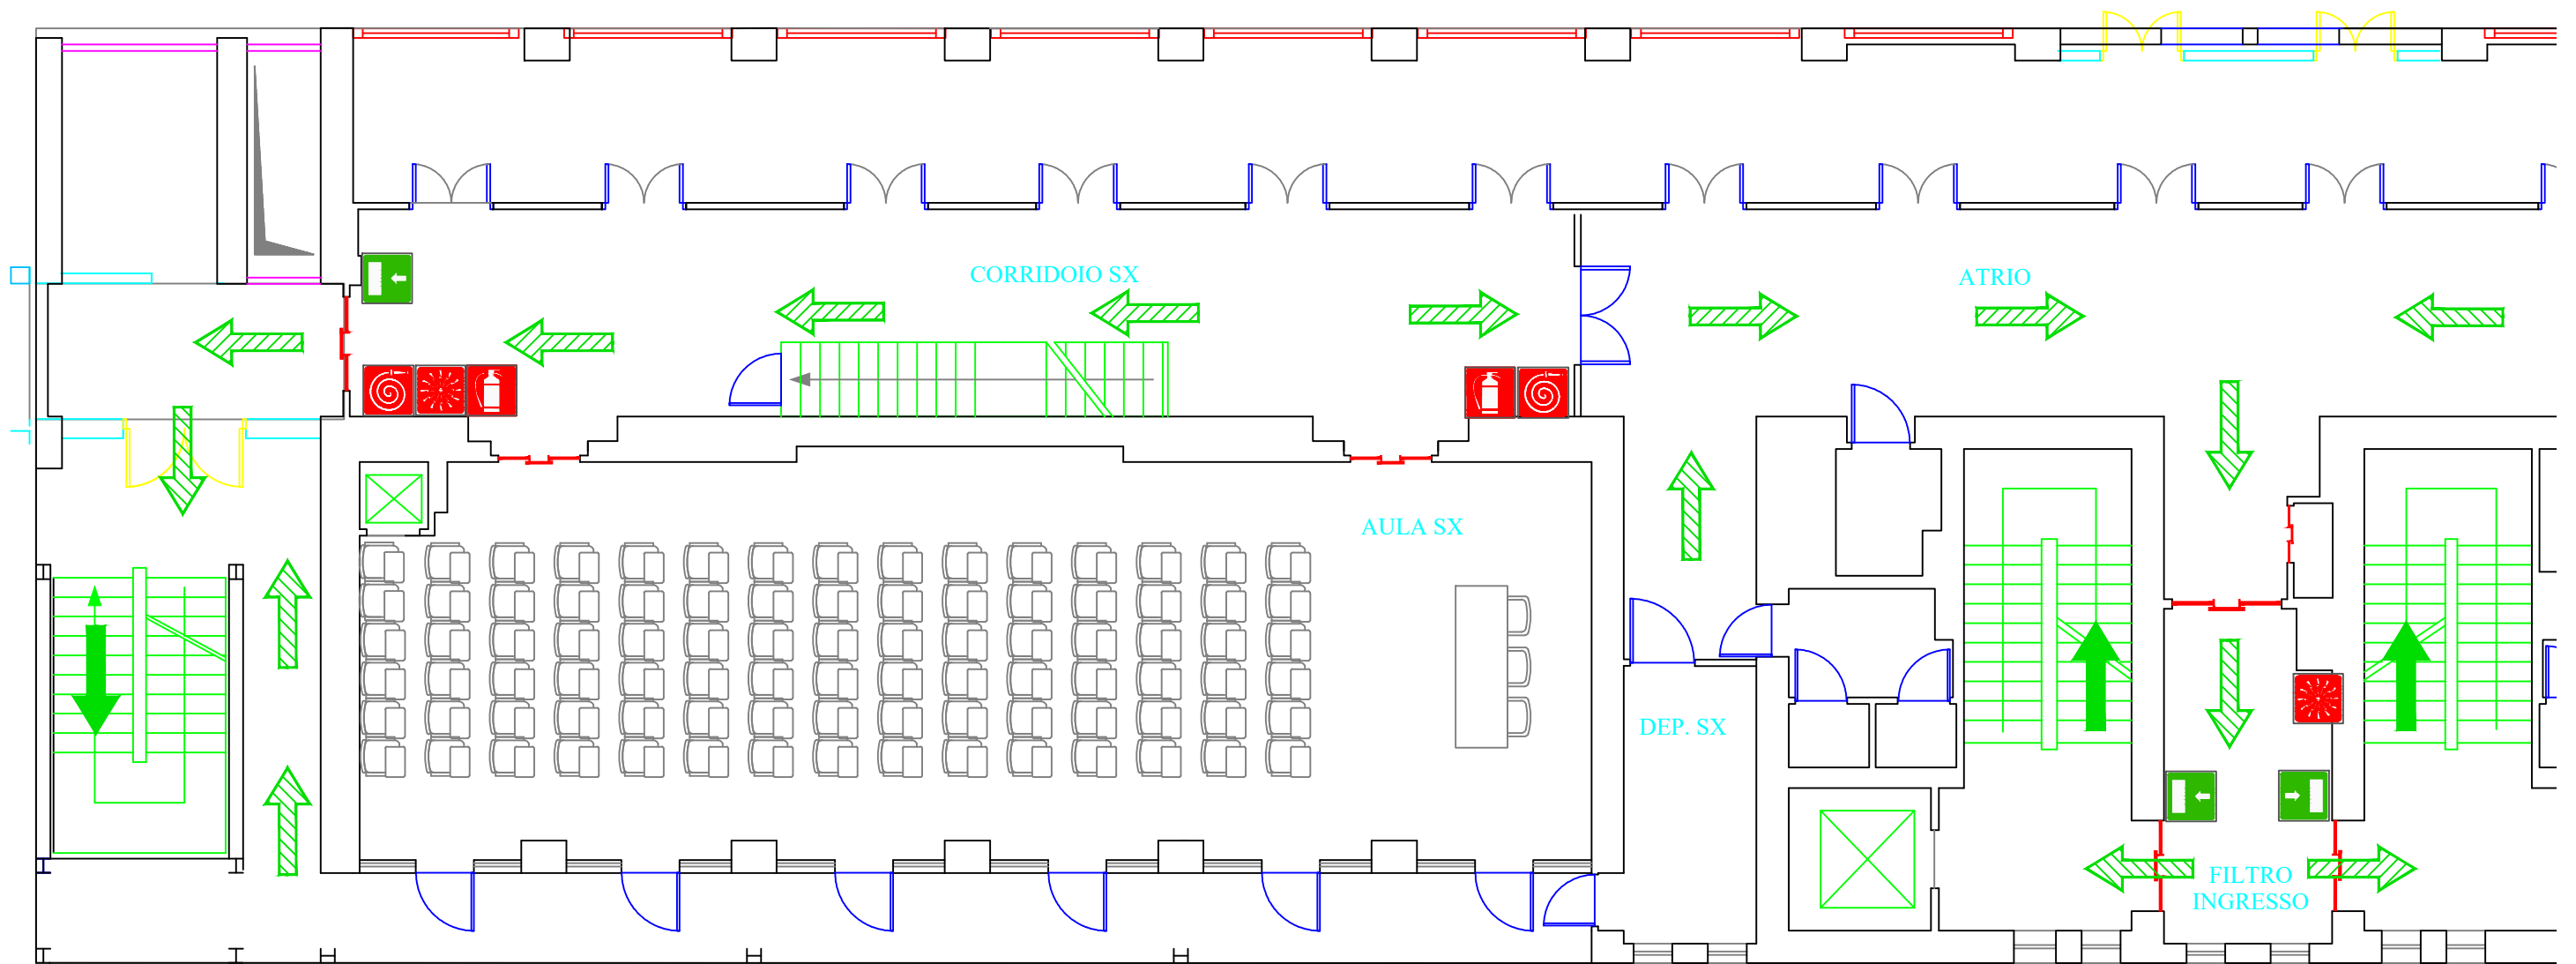 CORRIDOIO SX
ATRIO
AULA SX
DEP. SX
FILTRO
INGRESSO